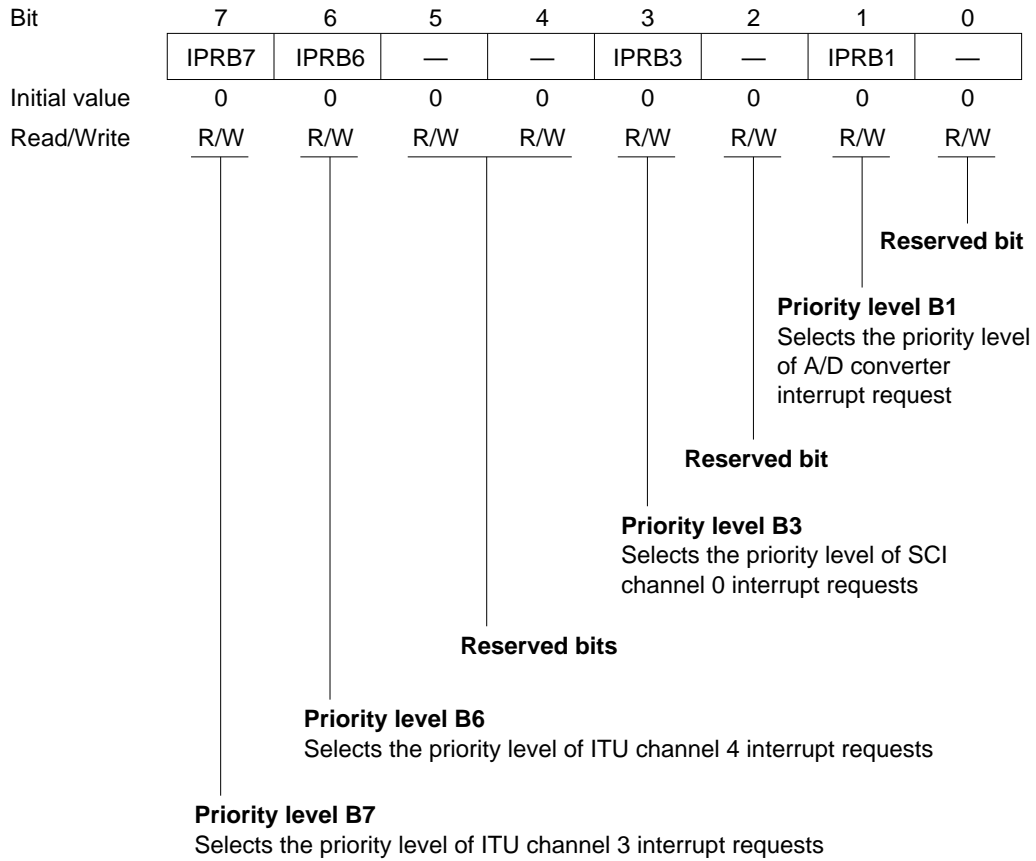 Bit 7 6 5 4 3 2 1 0
IPRB7 IPRB6 — — IPRB3 — IPRB1 —
Initial value 0 0 0 0 0 0 0 0
Read/Write R/W R/W R/W R/W R/W R/W R/W R/W
Reserved bit
Priority level B1
Selects the priority level
of A/D converter
interrupt request
Reserved bit
Priority level B3
Selects the priority level of SCI
channel 0 interrupt requests
Reserved bits
Priority level B6
Selects the priority level of ITU channel 4 interrupt requests
Priority level B7
Selects the priority level of ITU channel 3 interrupt requests